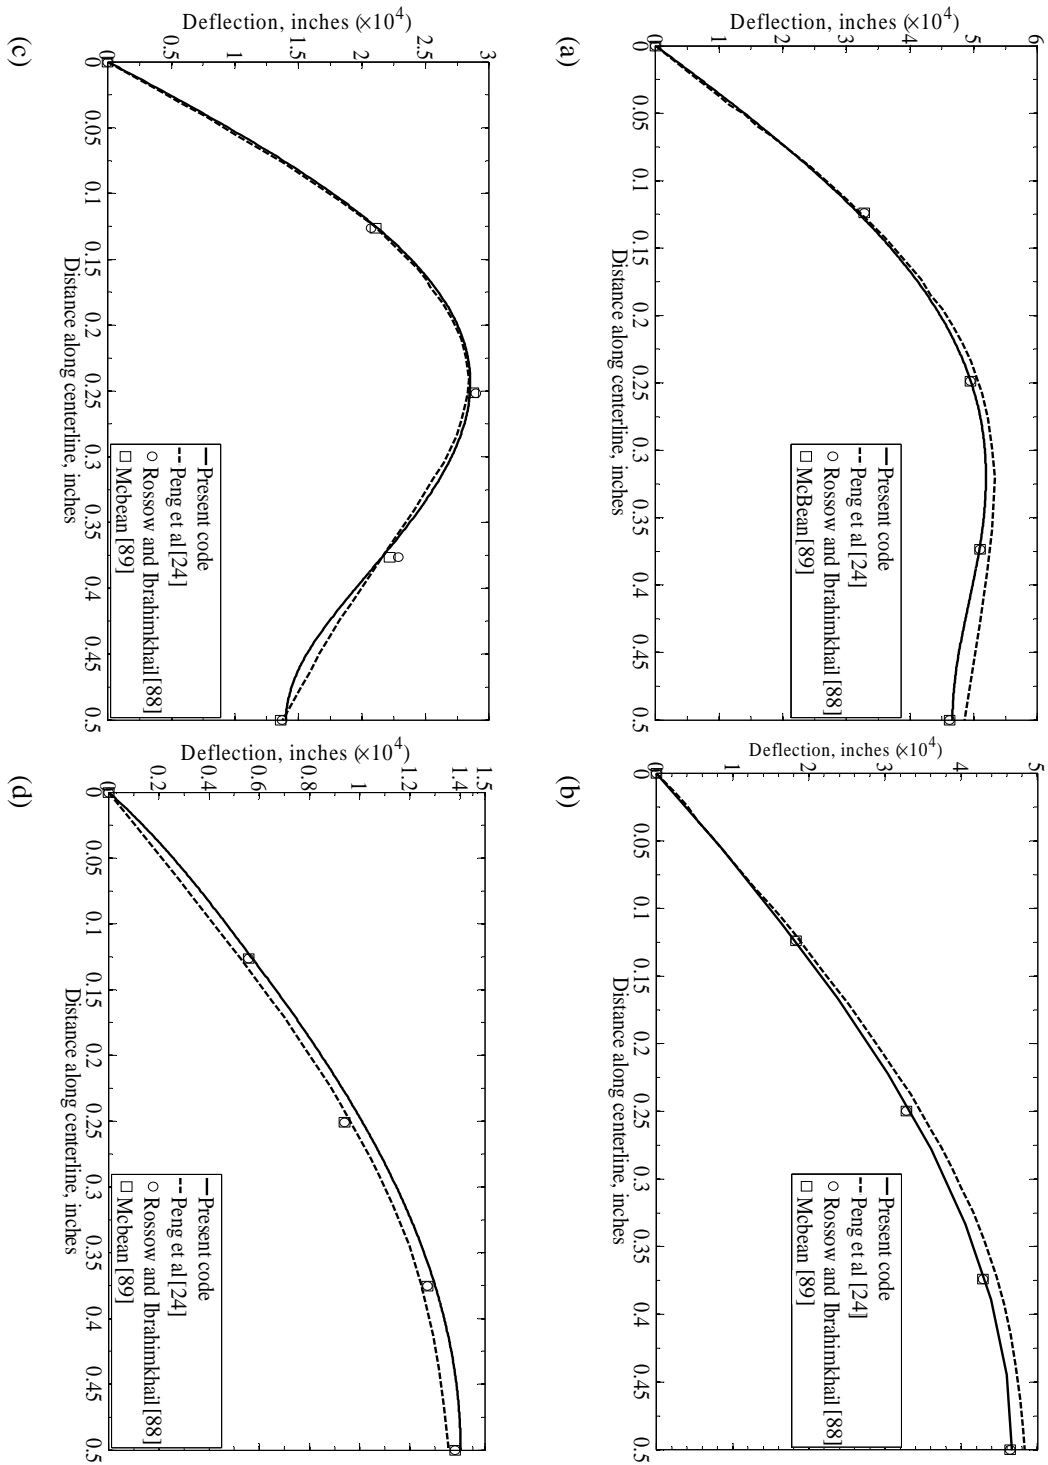 6
5
4
3
2
1
0
Deflection, inches (×10⁴)
Present code
Peng et al [24]
Rossow and Ibrahimkhail [88]
McBean [89]
0 0.05 0.1 0.15 0.2 0.25 0.3 0.35 0.4 0.45 0.5
Distance along centerline, inches
(a)
5
4
3
1
0
Deflection, inches (×10⁴)
Present code
Peng et al [24]
Rossow and Ibrahimkhail [88]
Mcbean [89]
0 0.05 0.1 0.15 0.2 0.25 0.3 0.35 0.4 0.45 0.5
Distance along centerline, inches
(b)
3
2.5
2
1.5
1
0.5
0
Deflection, inches (×10⁴)
Present code
Peng et al [24]
Rossow and Ibrahimkhail [88]
Mcbean [89]
0 0.05 0.1 0.15 0.2 0.25 0.3 0.35 0.4 0.45 0.5
Distance along centerline, inches
(c)
1.5
1.4
1.2
1
0.8
0.6
0.4
0.2
0
Deflection, inches (×10⁴)
Present code
Peng et al [24]
Rossow and Ibrahimkhail [88]
Mcbean [89]
0 0.05 0.1 0.15 0.2 0.25 0.3 0.35 0.4 0.45 0.5
Distance along centerline, inches
(d)